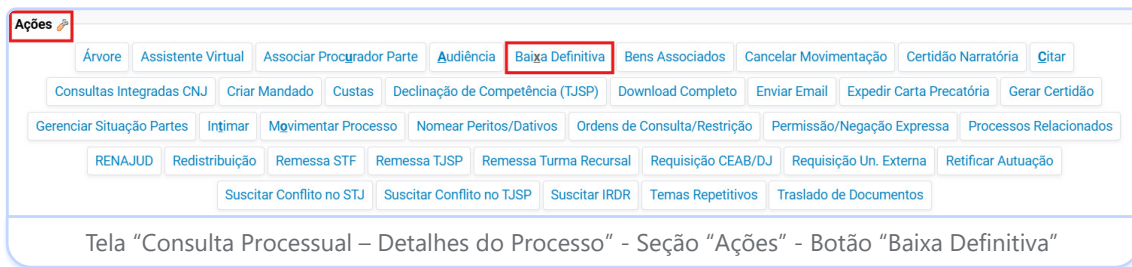 Ações
Árvore Assistente Virtual Associar Procurador Parte Audiência Baixa Definitiva Bens Associados Cancelar Movimentação Certidão Narratória Citar
Consultas Integradas CNJ Criar Mandado Custas Declinação de Competência (TJSP) Download Completo Enviar Email Expedir Carta Precatória Gerar Certidão
Gerenciar Situação Partes Intimar Movimentar Processo Nomear Peritos/Dativos Ordens de Consulta/Restrição Permissão/Negação Expressa Processos Relacionados
RENAJUD Redistribuição Remessa STF Remessa TJSP Remessa Turma Recursal Requisição CEAB/DJ Requisição Un. Externa Retificar Autuação
Suscitar Conflito no STJ Suscitar Conflito no TJSP Suscitar IRDR Temas Repetitivos Traslado de Documentos
Tela “Consulta Processual – Detalhes do Processo” - Seção “Ações” - Botão “Baixa Definitiva”